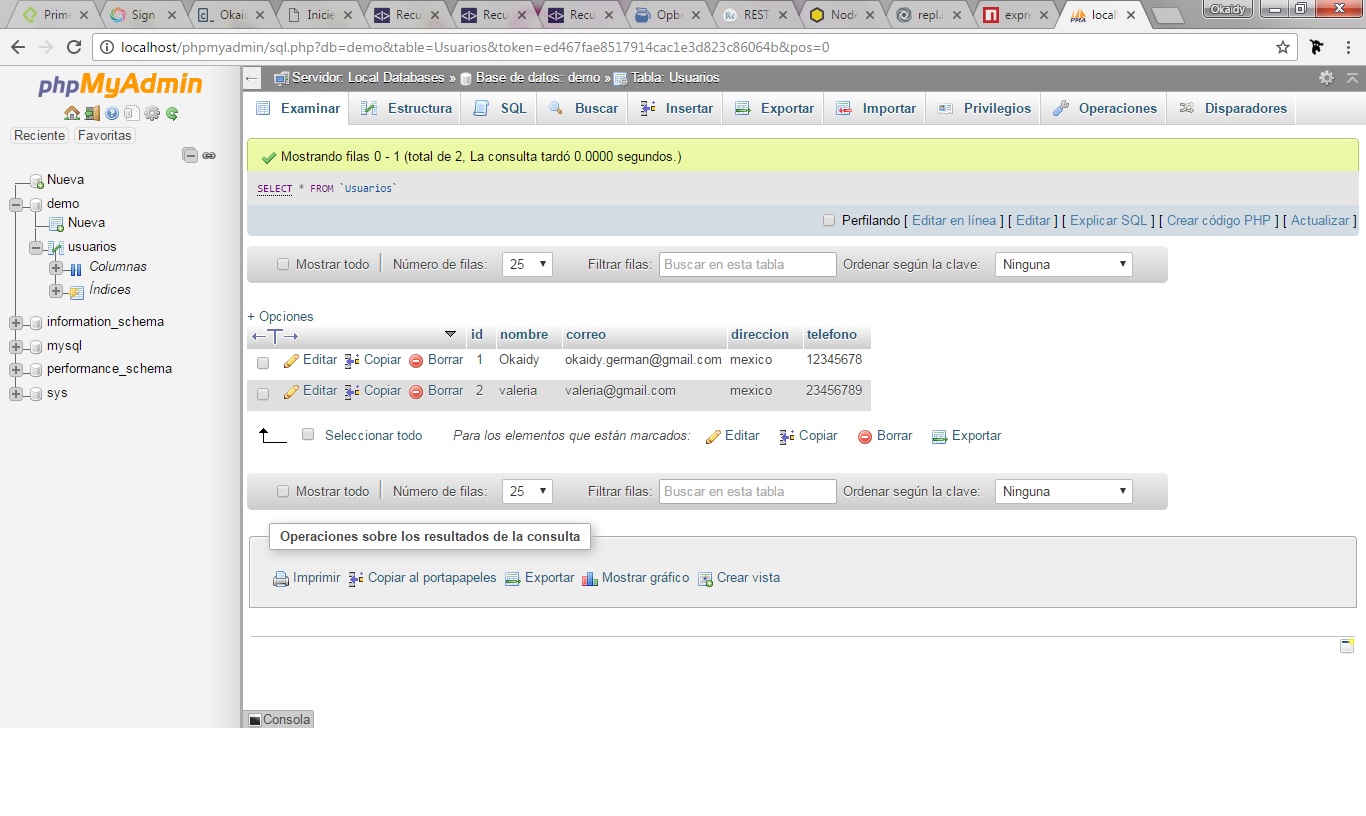 Prim Sign Okai Inicie Recu Recu Recu Opb REST Node repl.i expre local Okaidy
localhost/phpmyadmin/sql.php?db=demo&table=Usuarios&token=ed467fae8517914cac1e3d823c86064b&pos=0
phpMyAdmin
Reciente Favoritas
Nueva
demo
Nueva
usuarios
Columnas
Índices
information_schema
mysql
performance_schema
sys
Servidor: Local Databases » Base de datos: demo » Tabla: Usuarios
Examinar Estructura SQL Buscar Insertar Exportar Importar Privilegios Operaciones Disparadores
Mostrando filas 0 - 1 (total de 2, La consulta tardó 0.0000 segundos.)
SELECT * FROM `Usuarios`
Perfilando [ Editar en línea ] [ Editar ] [ Explicar SQL ] [ Crear código PHP ] [ Actualizar ]
Mostrar todo | Número de filas: 25 Filtrar filas: Buscar en esta tabla Ordenar según la clave: Ninguna
+ Opciones
id nombre correo direccion telefono
Editar Copiar Borrar 1 Okaidy okaidy.german@gmail.com mexico 12345678
Editar Copiar Borrar 2 valeria valeria@gmail.com mexico 23456789
Seleccionar todo Para los elementos que están marcados: Editar Copiar Borrar Exportar
Mostrar todo | Número de filas: 25 Filtrar filas: Buscar en esta tabla Ordenar según la clave: Ninguna
Operaciones sobre los resultados de la consulta
Imprimir Copiar al portapapeles Exportar Mostrar gráfico Crear vista
Consola